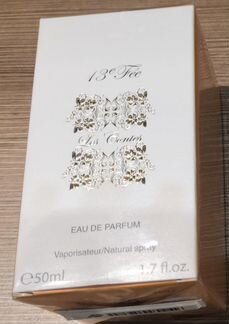 13e Fée
Les Contes
EAU DE PARFUM
Vaporisateur/Natural spray
℮50ml 1.7 fl.oz.